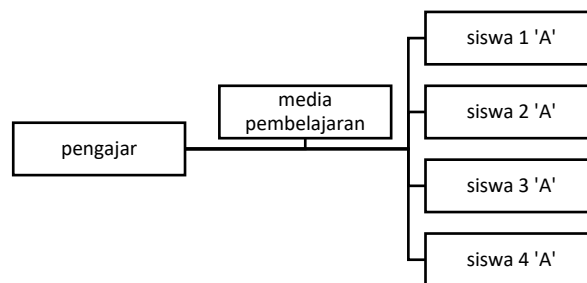 pengajar
media
pembelajaran
siswa 1 'A'
siswa 2 'A'
siswa 3 'A'
siswa 4 'A'